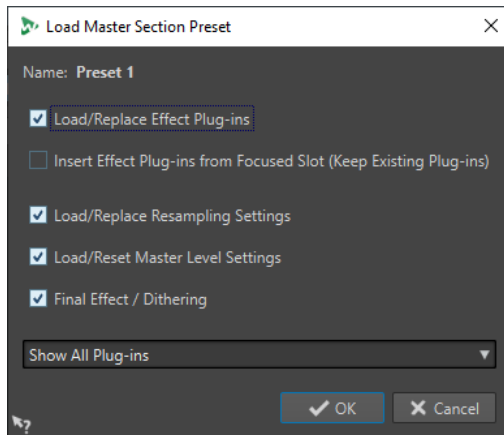 Load Master Section Preset
Name: Preset 1
Load/Replace Effect Plug-ins
Insert Effect Plug-ins from Focused Slot (Keep Existing Plug-ins)
Load/Replace Resampling Settings
Load/Reset Master Level Settings
Final Effect / Dithering
Show All Plug-ins
OK Cancel
?